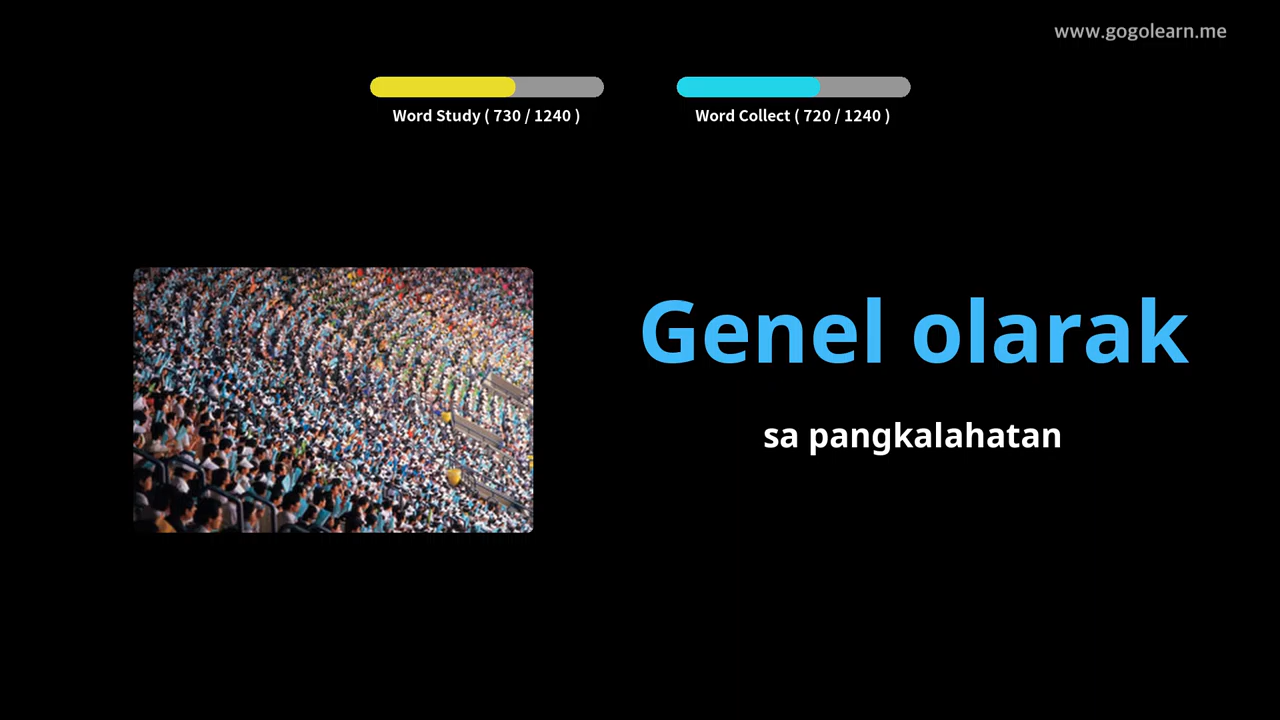 www.gogolearn.me
Word Study ( 730 / 1240 )
Word Collect ( 720 / 1240 )
Genel olarak
sa pangkalahatan